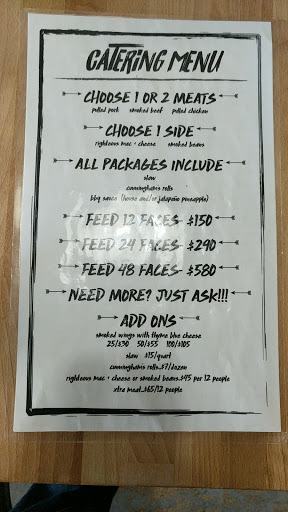 CATERING MENU
CHOOSE 1 OR 2 MEATS
pulled pork smoked beef pulled chicken
CHOOSE 1 SIDE
righteous mac + cheese smoked beans
ALL PACKAGES INCLUDE
slaw
cunninghams rolls
bbq sauce (house and/or jalapeño pineapple)
FEED 12 FACES- $150
FEED 24 FACES- $290
FEED 48 FACES- $580
NEED MORE? JUST ASK!!!
ADD ONS
smoked wings with thyme blue cheese
25/$30 50/$55 100/$105
slaw $15/quart
cunninghams rolls..$7/dozen
righteous mac + cheese or smoked beans..$45 per 12 people
xtra meat..$65/12 people